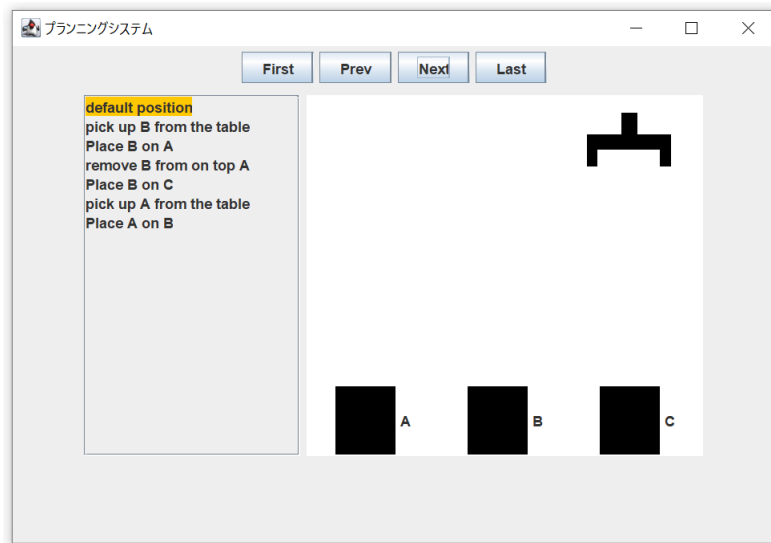 プランニングシステム
First Prev Next Last
default position
pick up B from the table
Place B on A
remove B from on top A
Place B on C
pick up A from the table
Place A on B
A B C